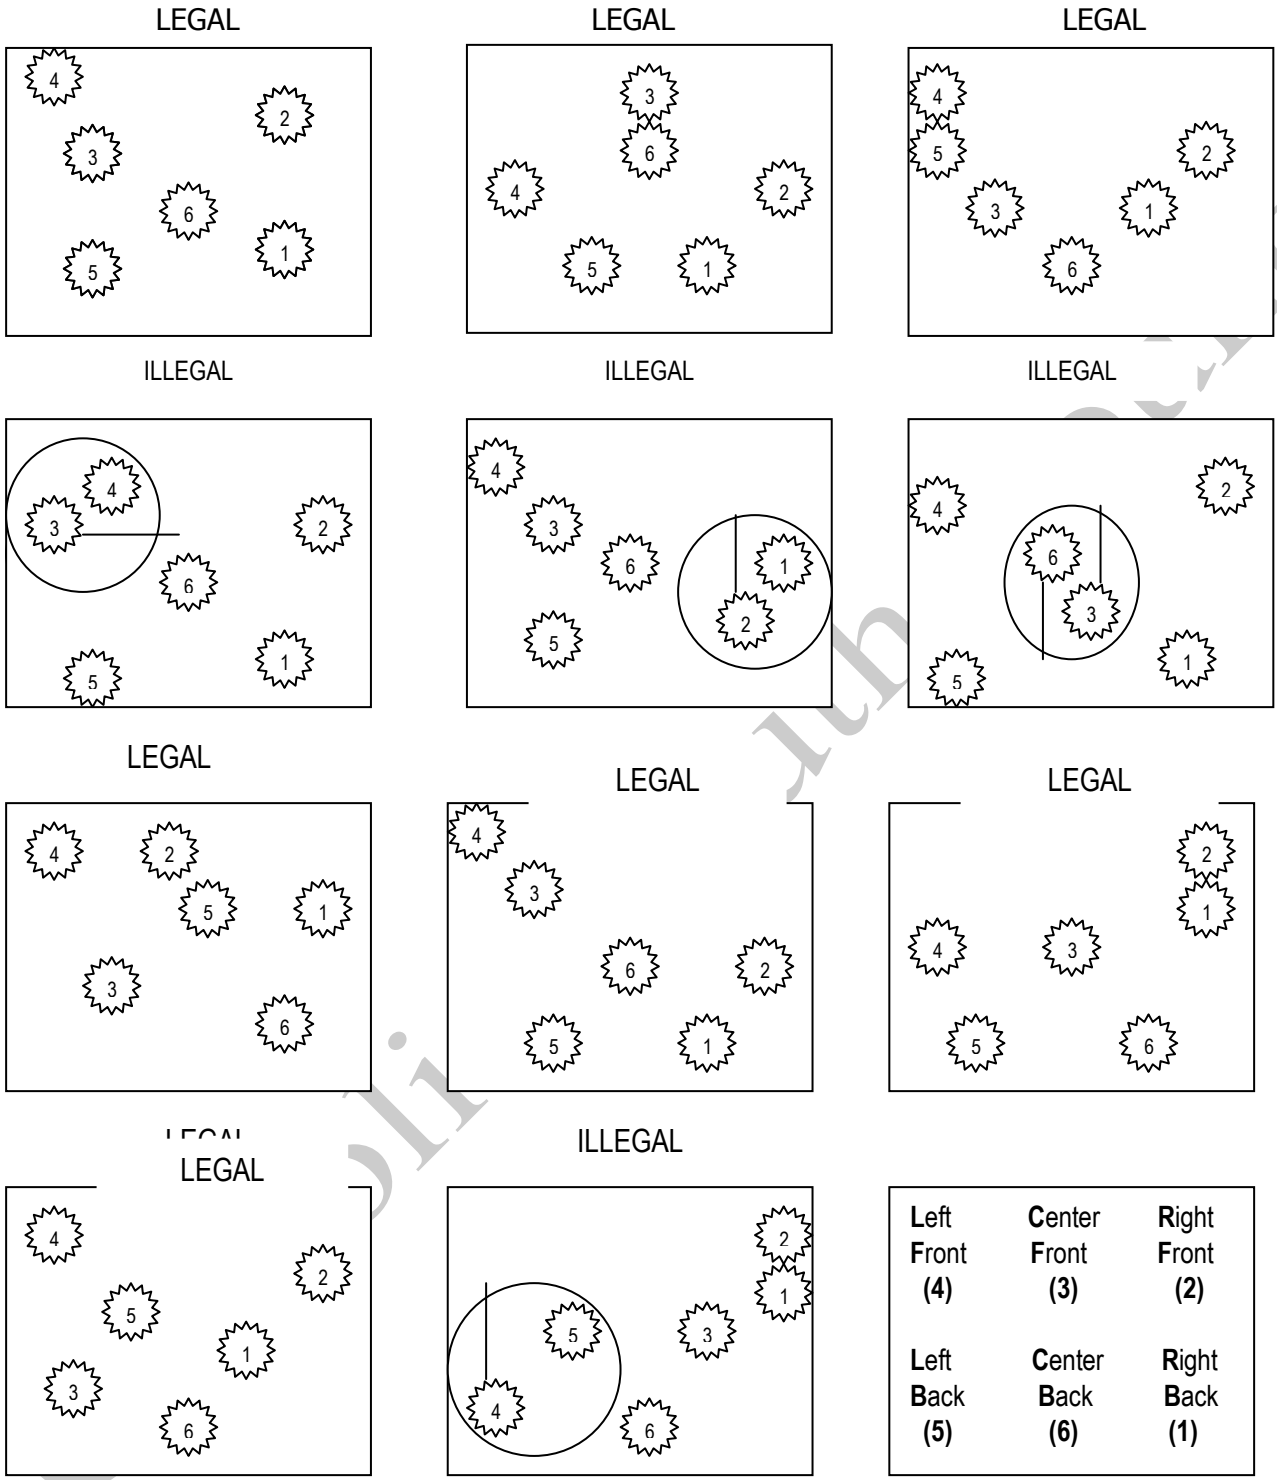 LEGAL LEGAL LEGAL
4 3 4
2 6 5 2
3 4 2 3 1
6 5 1 6
5 1
ILLEGAL ILLEGAL ILLEGAL
4 4 2
3 2 3 1 4 6
6 6 2 3
5 1 5 5 1
LEGAL
LEGAL LEGAL
4 2 4 2
5 1 3 1
3 6 2 4 3
6 5 1 5 6
LEGAL
LEGAL
ILLEGAL
4 2
2 1
5 5 3
1
3 4
6 6
Left Center Right
Front Front Front
(4) (3) (2)
Left Center Right
Back Back Back
(5) (6) (1)